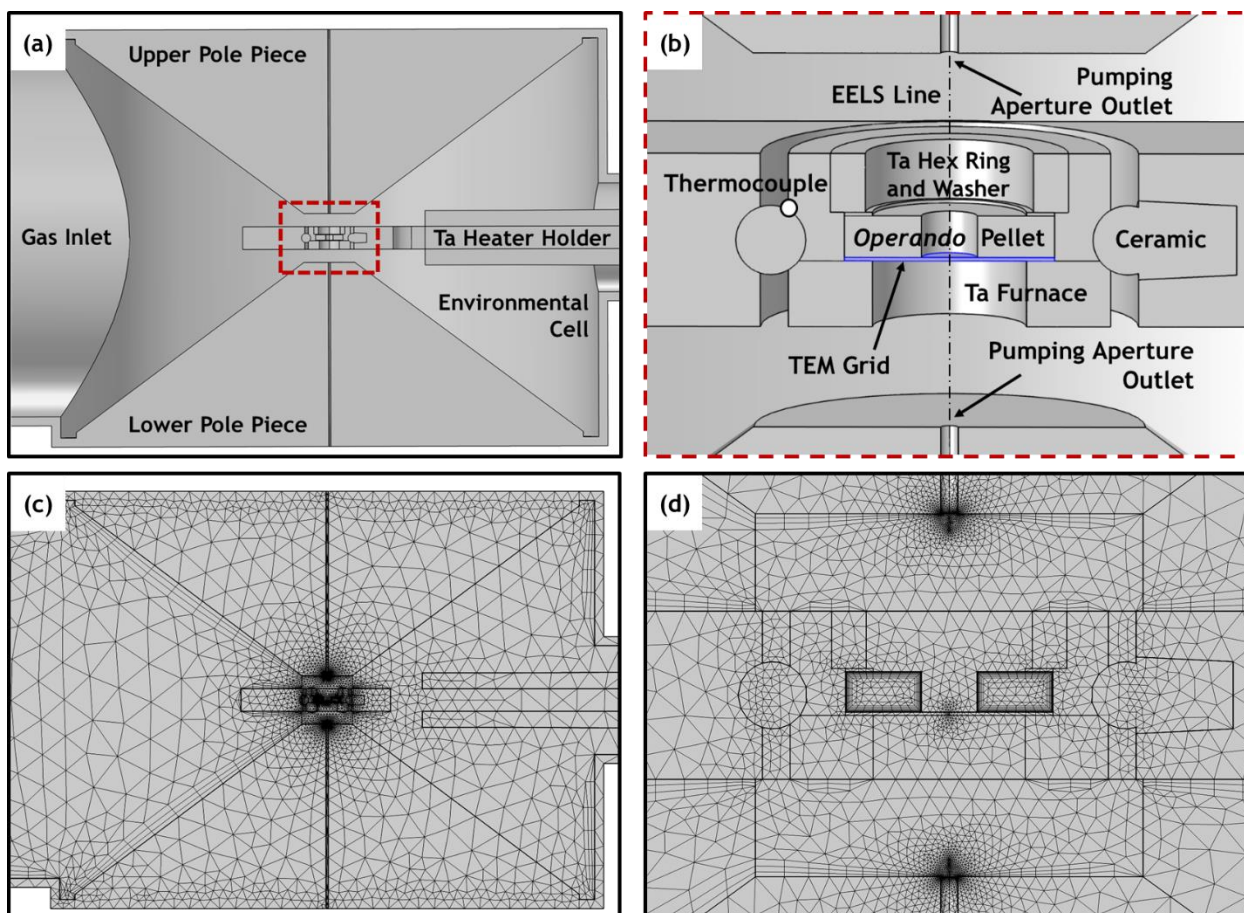 (a)
Upper Pole Piece
Gas Inlet
Ta Heater Holder
Environmental
Cell
Lower Pole Piece
(b)
Pumping
Aperture Outlet
EELS Line
Ta Hex Ring
and Washer
Thermocouple
Operando Pellet
Ceramic
Ta Furnace
TEM Grid
Pumping Aperture
Outlet
(c)
(d)